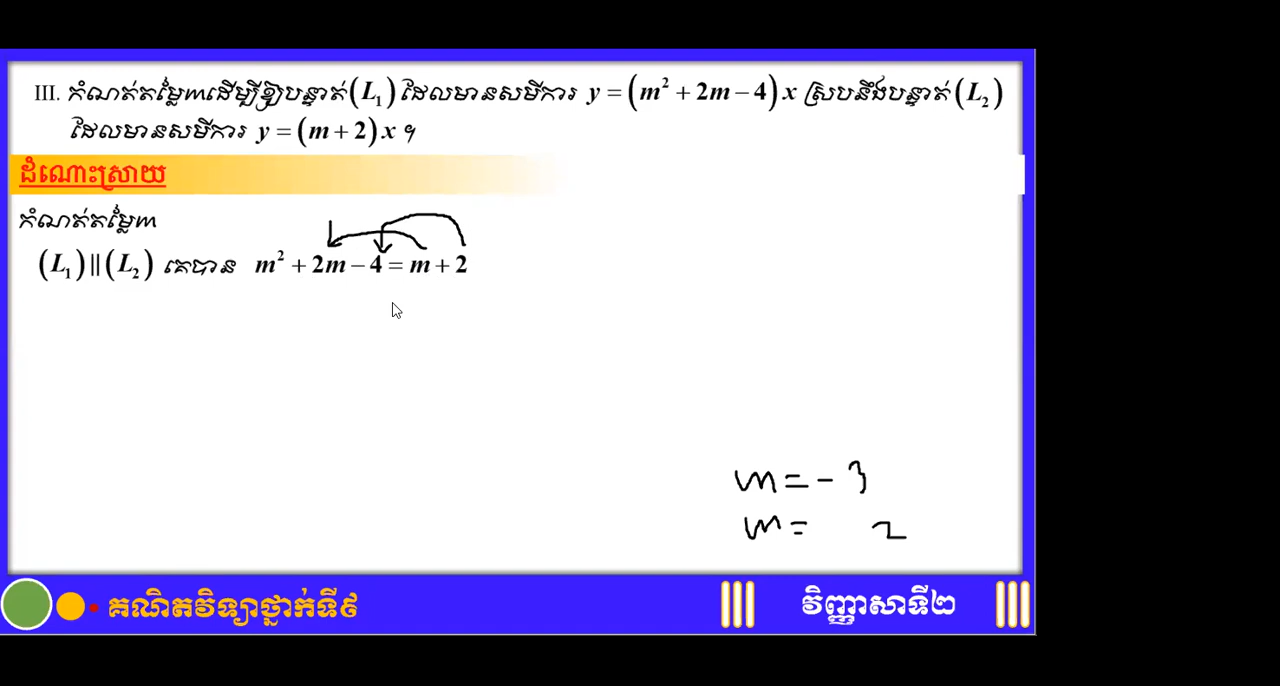 III. កំណត់តម្លៃmដើម្បីឱ្យបន្ទាត់(L₁)ដែលមានសមីការ y = (m² + 2m − 4)x ស្របនឹងបន្ទាត់(L₂)
ដែលមានសមីការ y = (m + 2)x ។
ដំណោះស្រាយ
កំណត់តម្លៃm
(L₁) || (L₂) គេបាន m² + 2m − 4 = m + 2
m = − 3
m = 2
គណិតវិទ្យាថ្នាក់ទី៩
វិញ្ញាសាទី២